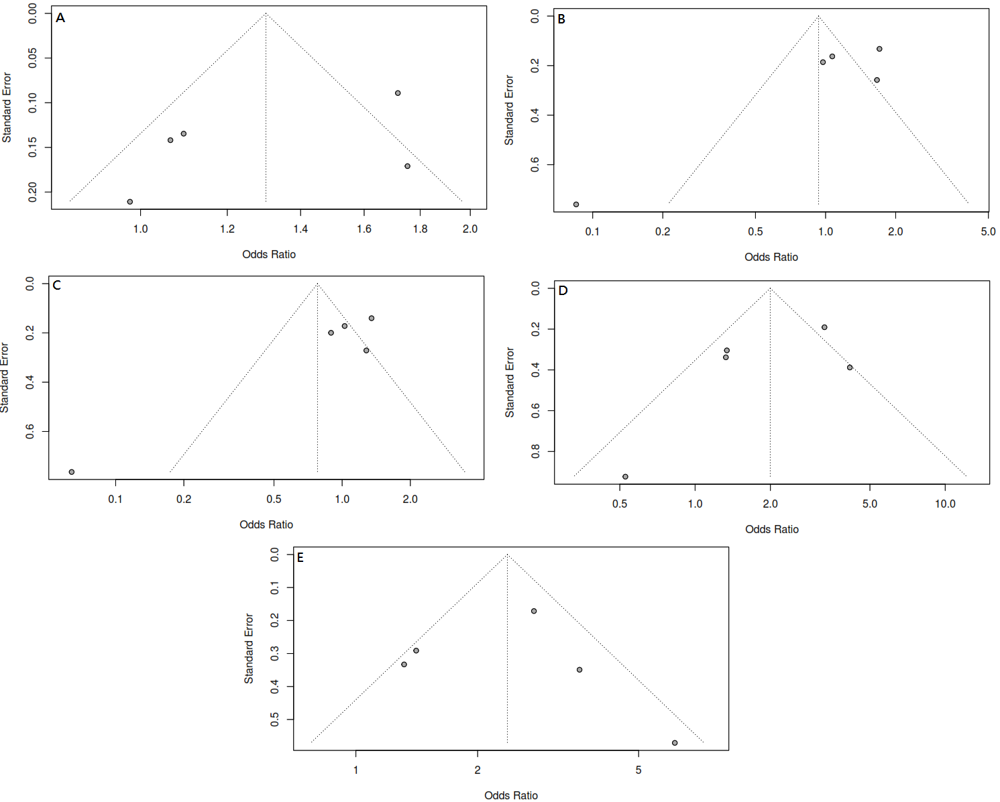 A
0.00
0.05
0.10
0.15
0.20
Standard Error
1.0 1.2 1.4 1.6 1.8 2.0
Odds Ratio
B
0.0
0.2
0.4
0.6
Standard Error
0.1 0.2 0.5 1.0 2.0 5.0
Odds Ratio
C
0.0
0.2
0.4
0.6
Standard Error
0.1 0.2 0.5 1.0 2.0
Odds Ratio
D
0.0
0.2
0.4
0.6
0.8
Standard Error
0.5 1.0 2.0 5.0 10.0
Odds Ratio
E
0.0
0.1
0.2
0.3
0.4
0.5
Standard Error
1 2 5
Odds Ratio